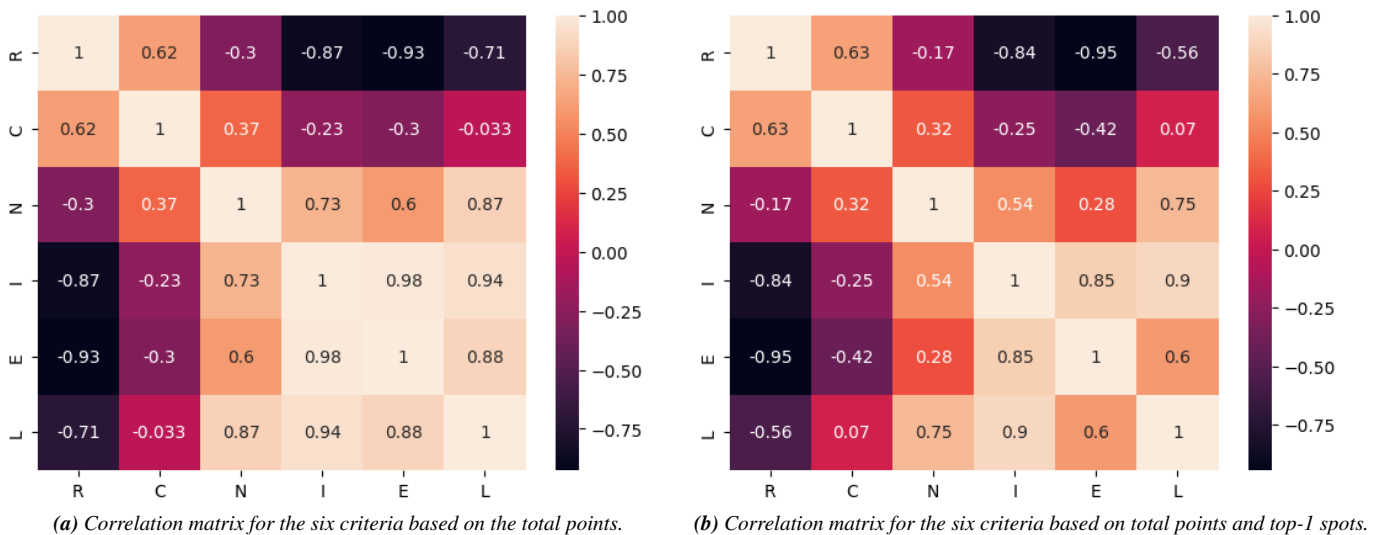 R 1 0.62 -0.3 -0.87 -0.93 -0.71
C 0.62 1 0.37 -0.23 -0.3 -0.033
N -0.3 0.37 1 0.73 0.6 0.87
I -0.87 -0.23 0.73 1 0.98 0.94
E -0.93 -0.3 0.6 0.98 1 0.88
L -0.71 -0.033 0.87 0.94 0.88 1
R C N I E L
1.00
0.75
0.50
0.25
0.00
−0.25
−0.50
−0.75
(a) Correlation matrix for the six criteria based on the total points.
R 1 0.63 -0.17 -0.84 -0.95 -0.56
C 0.63 1 0.32 -0.25 -0.42 0.07
N -0.17 0.32 1 0.54 0.28 0.75
I -0.84 -0.25 0.54 1 0.85 0.9
E -0.95 -0.42 0.28 0.85 1 0.6
L -0.56 0.07 0.75 0.9 0.6 1
R C N I E L
1.00
0.75
0.50
0.25
0.00
−0.25
−0.50
−0.75
(b) Correlation matrix for the six criteria based on total points and top-1 spots.